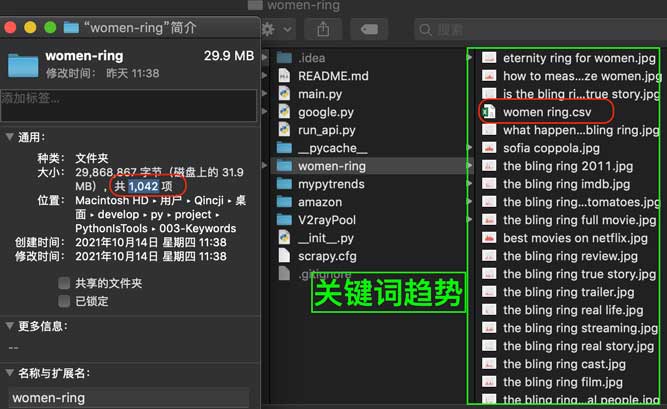 women-ring
“women-ring”简介
women-ring 29.9 MB
修改时间： 昨天 11:38
添加标签...
通用：
种类： 文件夹
大小： 29,868,867 字节（磁盘上的 31.9
MB），共 1,042 项
位置： Macintosh HD ▸ 用户 ▸ Qincji ▸ 桌
面 ▸ develop ▸ py ▸ project ▸
PythonIsTools ▸ 003-Keywords
创建时间： 2021年10月14日 星期四 11:38
修改时间： 2021年10月14日 星期四 11:38
共享的文件夹
已锁定
更多信息：
--
名称与扩展名：
women-ring
搜索
.idea
README.md
main.py
google.py
run_api.py
__pycache__
women-ring
mypytrends
amazon
V2rayPool
__init__.py
scrapy.cfg
.gitignore
关键词趋势
eternity ring for women.jpg
how to meas...ze women.jpg
is the bling ri...true story.jpg
women ring.csv
what happen...bling ring.jpg
sofia coppola.jpg
the bling ring 2011.jpg
the bling ring imdb.jpg
the bling ring...tomatoes.jpg
the bling ring full movie.jpg
best movies on netflix.jpg
the bling ring review.jpg
the bling ring true story.jpg
the bling ring trailer.jpg
the bling ring real life.jpg
the bling ring streaming.jpg
the bling ring real story.jpg
the bling ring cast.jpg
the bling ring film.jpg
the bling ring...al people.jpg